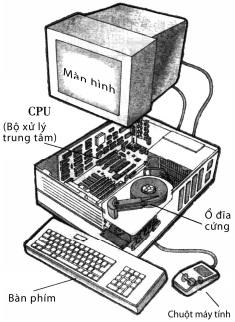 Màn hình
CPU
(Bộ xử lý
trung tâm)
Ổ đĩa
cứng
Bàn phím
Chuột máy tính